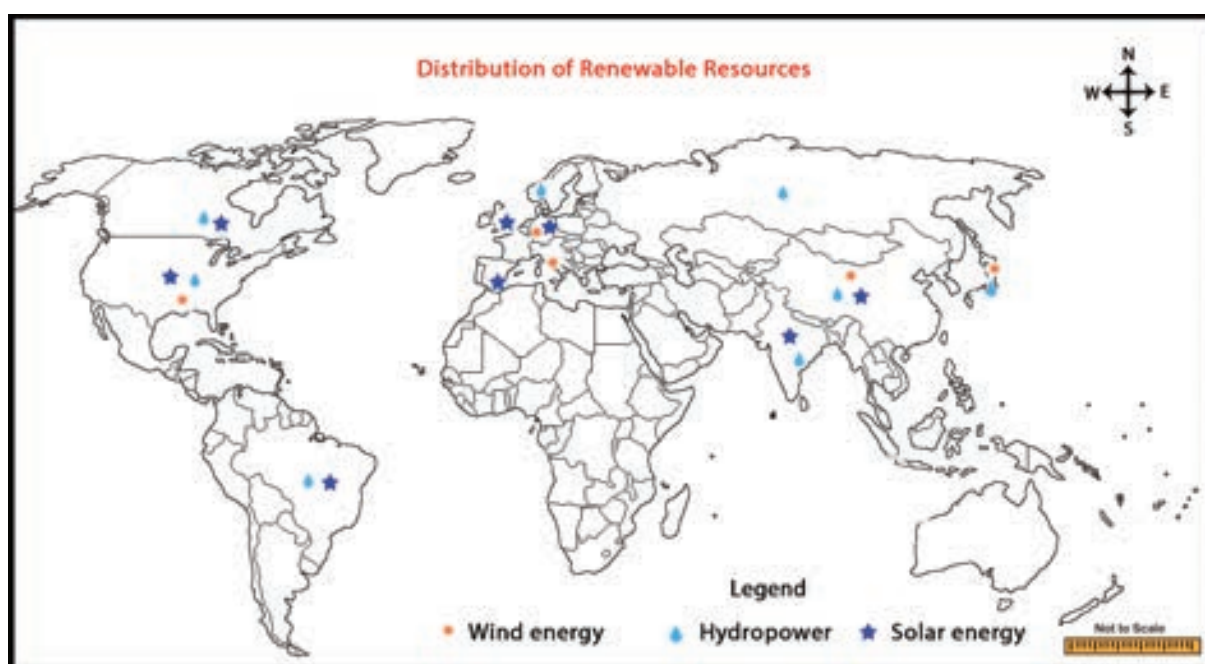 Distribution of Renewable Resources
N
W E
S
Legend
Wind energy
Hydropower
Solar energy
Not to Scale